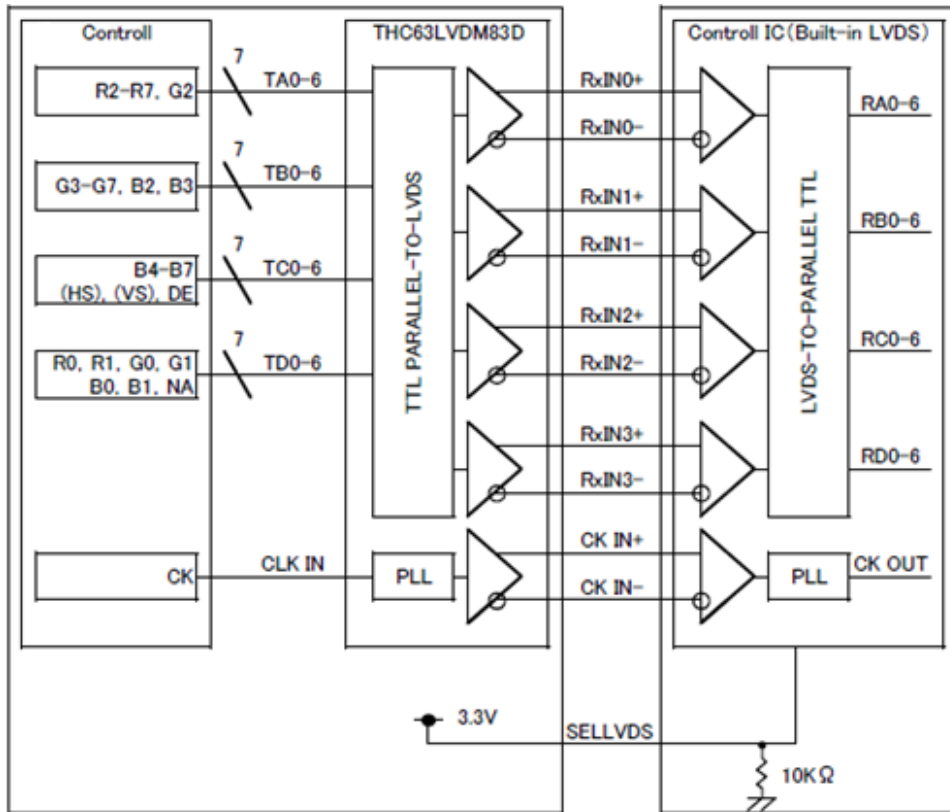 Controll
THC63LVDM83D
Controll IC(Built-in LVDS)
R2-R7, G2
7
TA0-6
RxIN0+
RxIN0-
RA0-6
G3-G7, B2, B3
7
TB0-6
RxIN1+
RxIN1-
RB0-6
B4-B7
(HS), (VS), DE
7
TC0-6
RxIN2+
RxIN2-
RC0-6
R0, R1, G0, G1
B0, B1, NA
7
TD0-6
RxIN3+
RxIN3-
RD0-6
TTL PARALLEL-TO-LVDS
LVDS-TO-PARALLEL TTL
CK
CLK IN
PLL
CK IN+
CK IN-
PLL
CK OUT
3.3V
SELLVDS
10KΩ